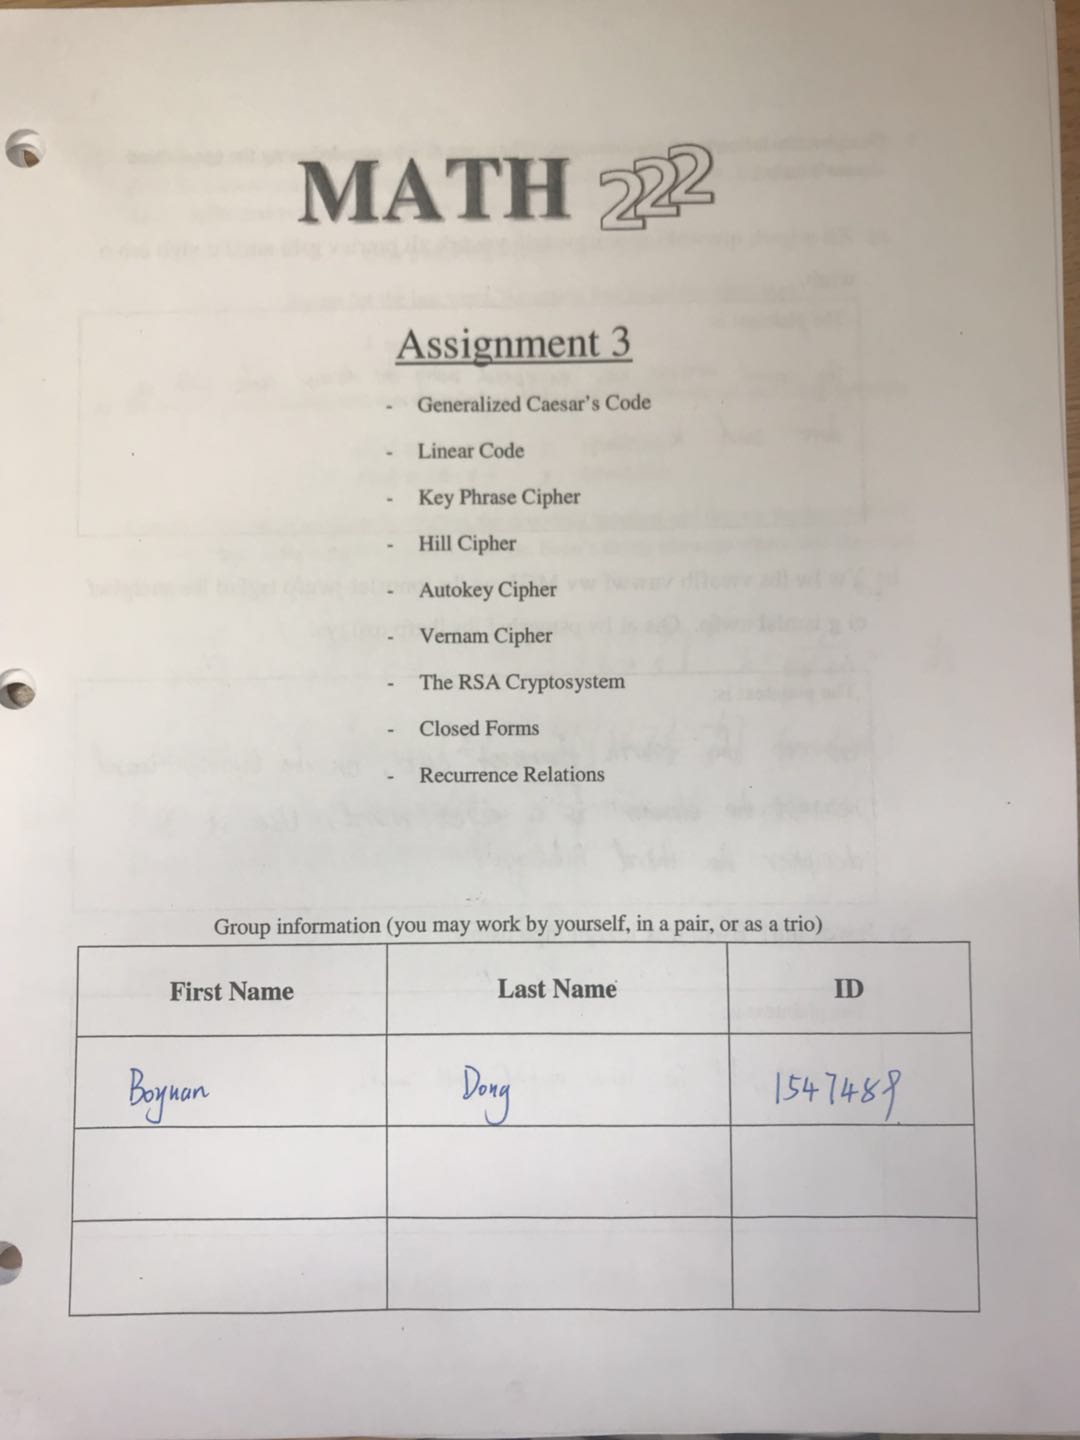 MATH 222
Assignment 3
- Generalized Caesar's Code
- Linear Code
- Key Phrase Cipher
- Hill Cipher
- Autokey Cipher
- Vernam Cipher
- The RSA Cryptosystem
- Closed Forms
- Recurrence Relations
Group information (you may work by yourself, in a pair, or as a trio)
First Name Last Name ID
Boyuan Dong 1547489